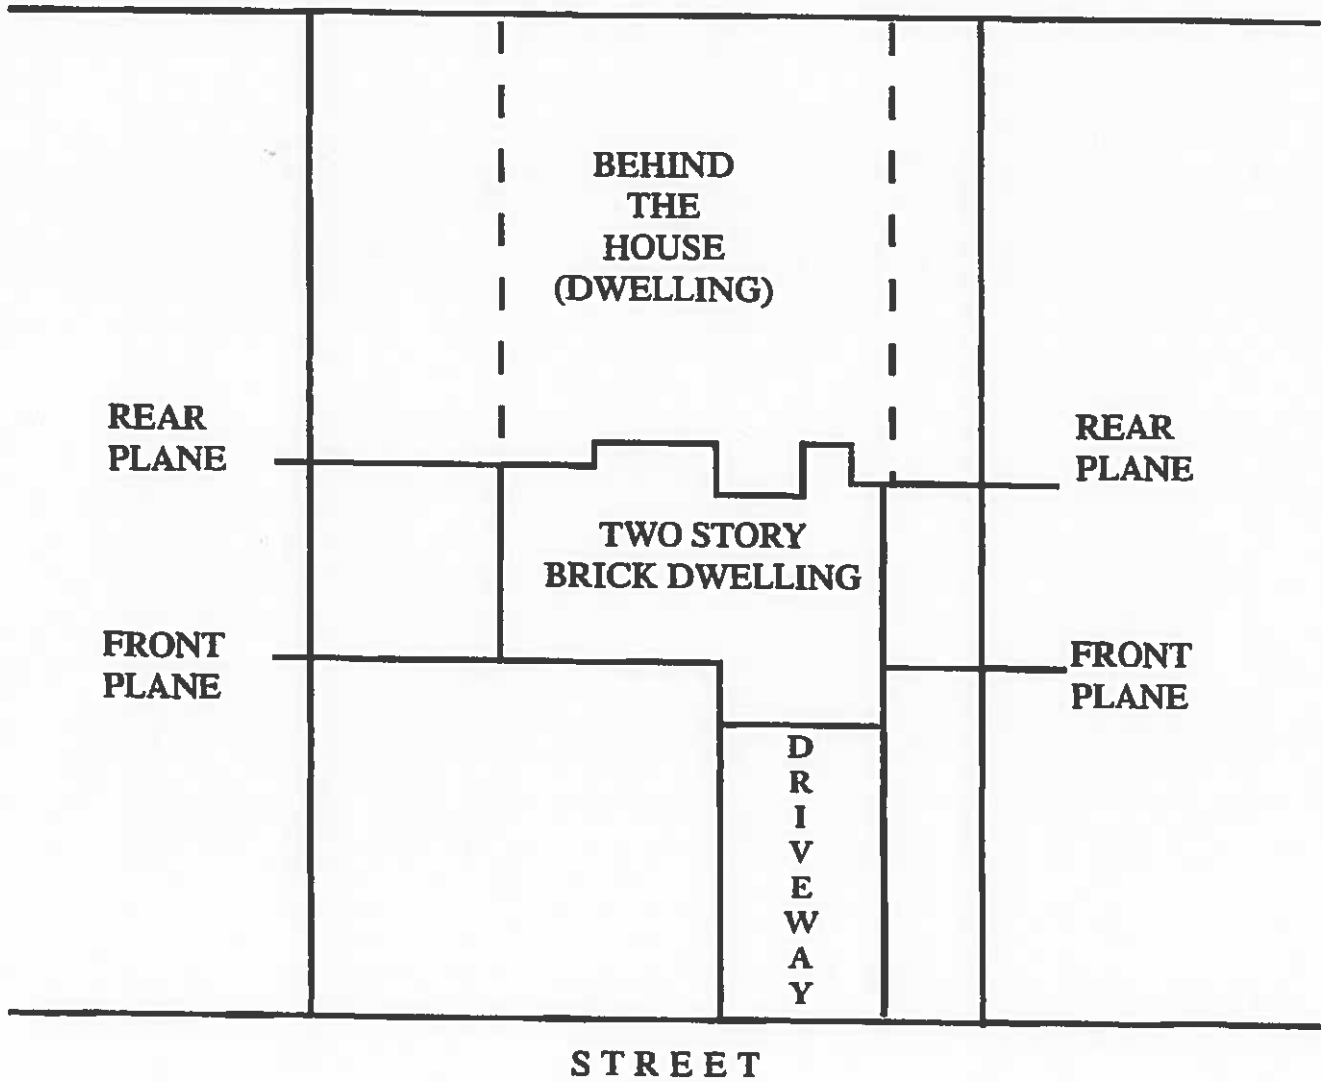 BEHIND
THE
HOUSE
(DWELLING)
REAR
PLANE
REAR
PLANE
TWO STORY
BRICK DWELLING
FRONT
PLANE
FRONT
PLANE
D
R
I
V
E
W
A
Y
STREET